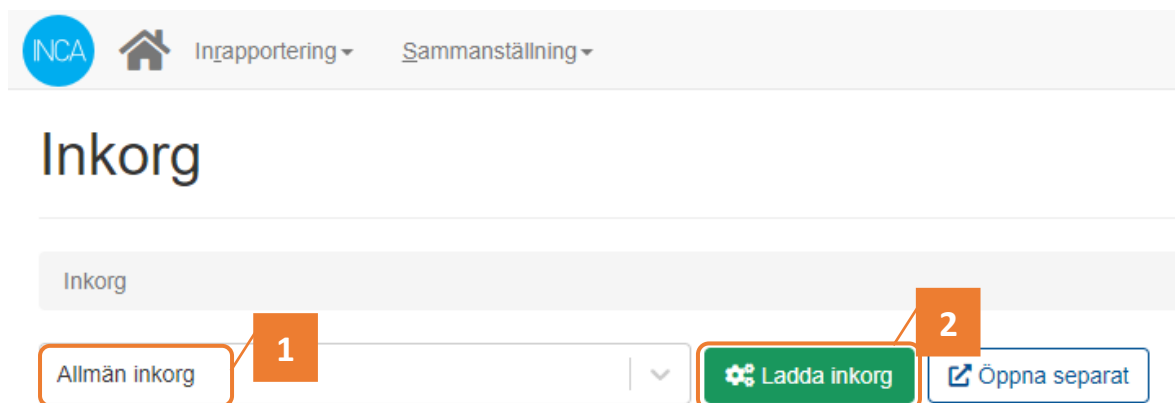 INCA Inrapportering Sammanställning
Inkorg
Inkorg
1 2
Allmän inkorg Ladda inkorg Öppna separat